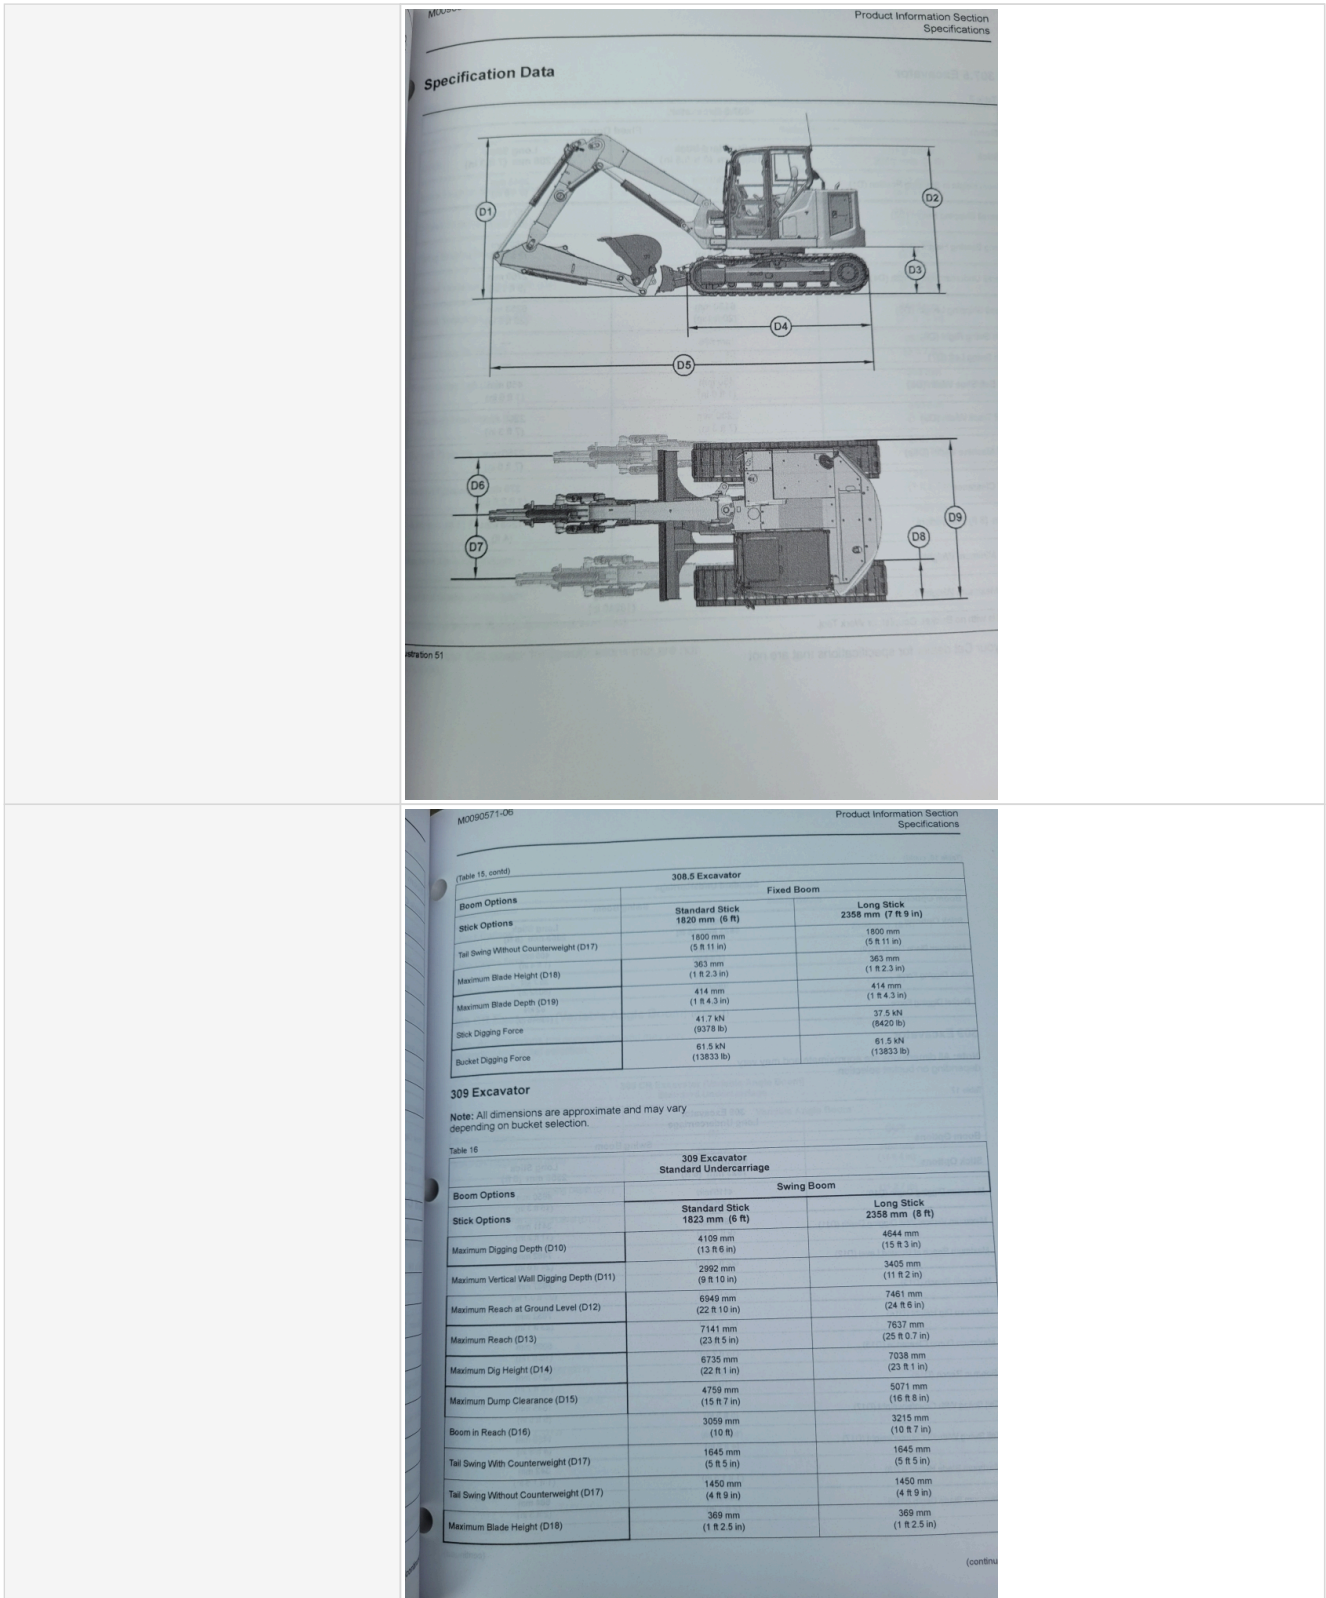 Product Information Section
Specifications
Specification Data
D1
D2
D3
D4
D5
D6
D7
D8
D9
stration 51
M0090571-06
Product Information Section
Specifications
(Table 15, contd)
308.5 Excavator
Boom Options
Fixed Boom
Stick Options
Standard Stick
1820 mm (6 ft)
Long Stick
2358 mm (7 ft 9 in)
Tail Swing Without Counterweight (D17)
1800 mm
(5 ft 11 in)
1800 mm
(5 ft 11 in)
Maximum Blade Height (D18)
363 mm
(1 ft 2.3 in)
363 mm
(1 ft 2.3 in)
Maximum Blade Depth (D19)
414 mm
(1 ft 4.3 in)
414 mm
(1 ft 4.3 in)
Stick Digging Force
41.7 kN
(9378 lb)
37.5 kN
(8420 lb)
Bucket Digging Force
61.5 kN
(13833 lb)
61.5 kN
(13833 lb)
309 Excavator
Note: All dimensions are approximate and may vary
depending on bucket selection.
Table 16
309 Excavator
Standard Undercarriage
Boom Options
Swing Boom
Stick Options
Standard Stick
1823 mm (6 ft)
Long Stick
2358 mm (8 ft)
Maximum Digging Depth (D10)
4109 mm
(13 ft 6 in)
4644 mm
(15 ft 3 in)
Maximum Vertical Wall Digging Depth (D11)
2992 mm
(9 ft 10 in)
3405 mm
(11 ft 2 in)
Maximum Reach at Ground Level (D12)
6949 mm
(22 ft 10 in)
7461 mm
(24 ft 6 in)
Maximum Reach (D13)
7141 mm
(23 ft 5 in)
7637 mm
(25 ft 0.7 in)
Maximum Dig Height (D14)
6735 mm
(22 ft 1 in)
7038 mm
(23 ft 1 in)
Maximum Dump Clearance (D15)
4759 mm
(15 ft 7 in)
5071 mm
(16 ft 8 in)
Boom in Reach (D16)
3059 mm
(10 ft)
3215 mm
(10 ft 7 in)
Tail Swing With Counterweight (D17)
1645 mm
(5 ft 5 in)
1645 mm
(5 ft 5 in)
Tail Swing Without Counterweight (D17)
1450 mm
(4 ft 9 in)
1450 mm
(4 ft 9 in)
Maximum Blade Height (D18)
369 mm
(1 ft 2.5 in)
369 mm
(1 ft 2.5 in)
(continu